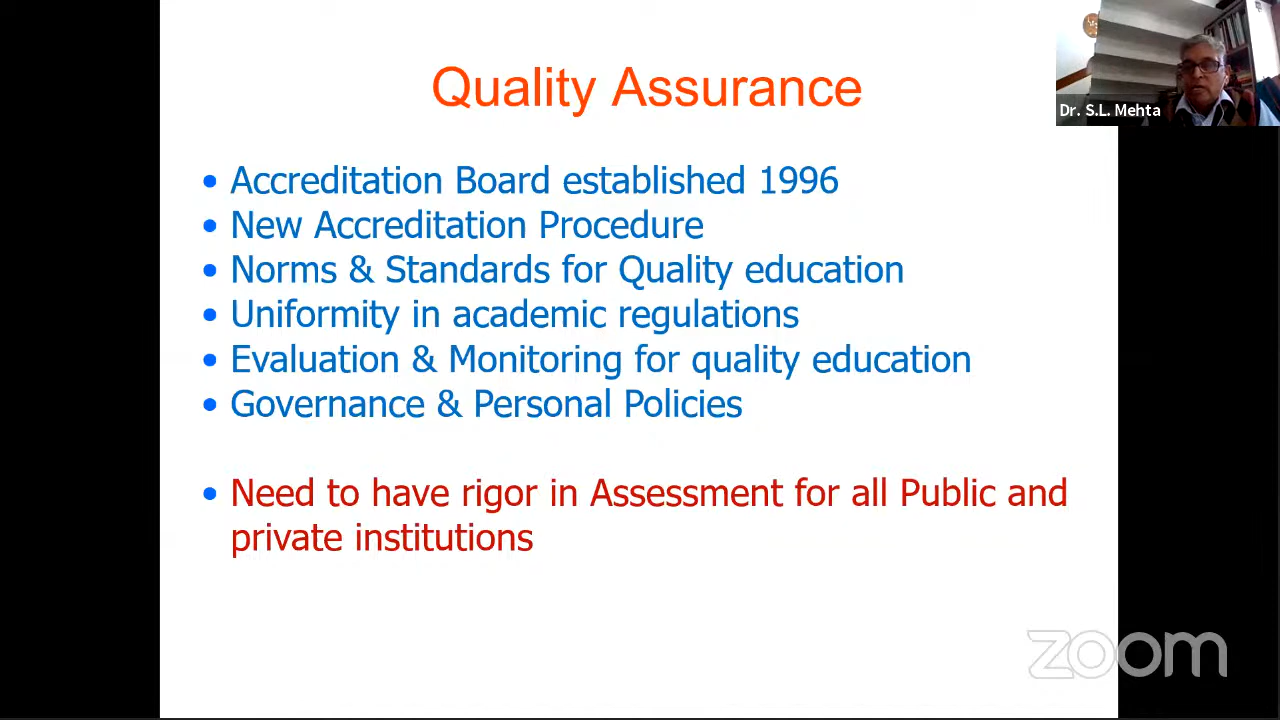 Quality Assurance
Dr. S.L. Mehta
• Accreditation Board established 1996
• New Accreditation Procedure
• Norms & Standards for Quality education
• Uniformity in academic regulations
• Evaluation & Monitoring for quality education
• Governance & Personal Policies
• Need to have rigor in Assessment for all Public and
private institutions
zoom